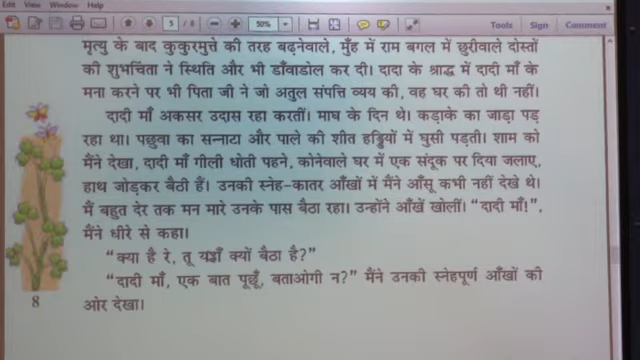 Edit View Window Help
5 / 8 50% Tools Sign Comment
मृत्यु के बाद कुकुरमुत्ते की तरह बढ़नेवाले, मुँह में राम बगल में छुरीवाले दोस्तों
की शुभचिंता ने स्थिति और भी डाँवाडोल कर दी। दादा के श्राद्ध में दादी माँ के
मना करने पर भी पिता जी ने जो अतुल संपत्ति व्यय की, वह घर की तो थी नहीं।
दादी माँ अकसर उदास रहा करतीं। माघ के दिन थे। कड़ाके का जाड़ा पड़
रहा था। पछुवा का सन्नाटा और पाले की शीत हड्डियों में घुसी पड़ती। शाम को
मैंने देखा, दादी माँ गीली धोती पहने, कोनेवाले घर में एक संदूक पर दिया जलाए,
हाथ जोड़कर बैठी हैं। उनकी स्नेह-कातर आँखों में मैंने आँसू कभी नहीं देखे थे।
मैं बहुत देर तक मन मारे उनके पास बैठा रहा। उन्होंने आँखें खोलीं। "दादी माँ!",
मैंने धीरे से कहा।
"क्या है रे, तू यहाँ क्यों बैठा है?"
"दादी माँ, एक बात पूछूँ, बताओगी न?" मैंने उनकी स्नेहपूर्ण आँखों की
8 ओर देखा।